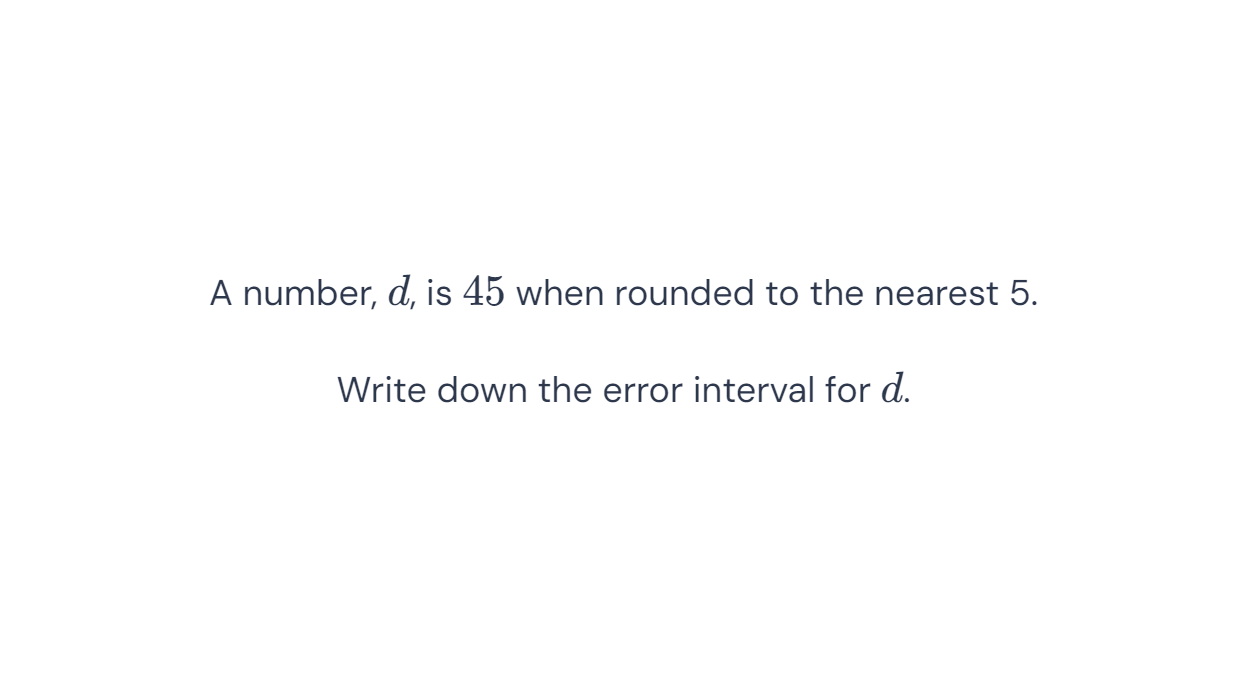 A number, d, is 45 when rounded to the nearest 5.
Write down the error interval for d.